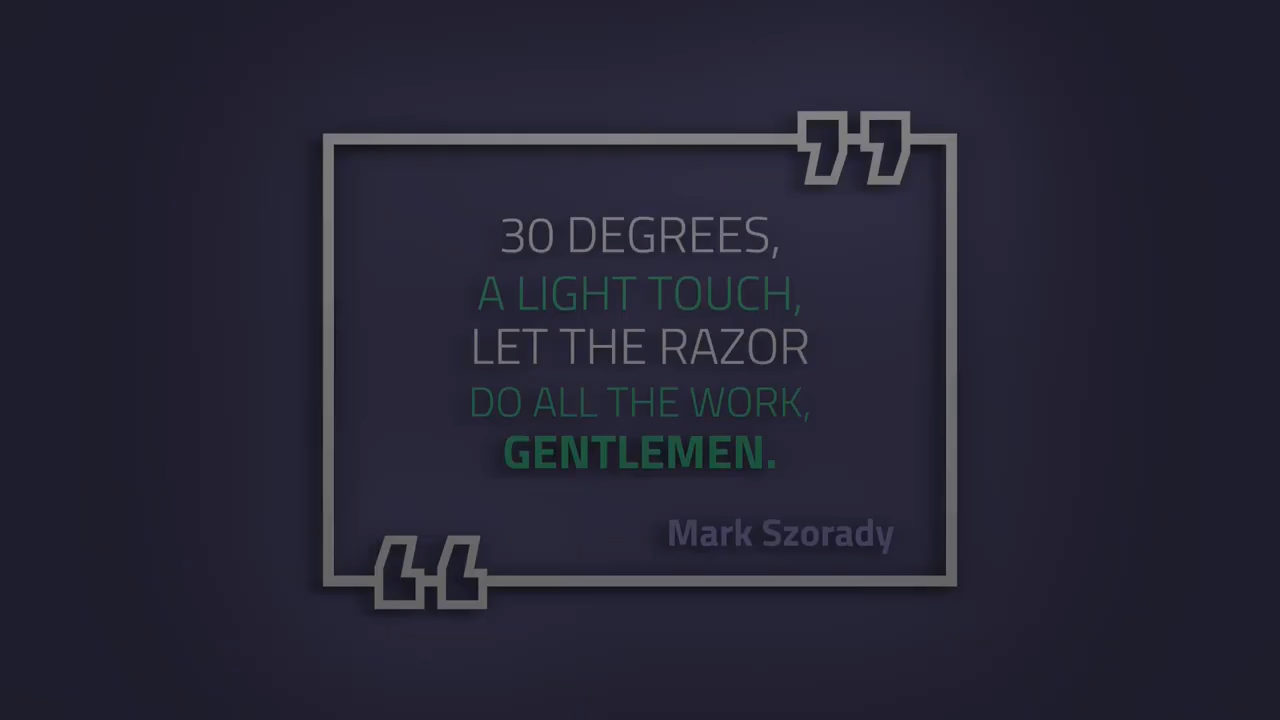 30 DEGREES,
A LIGHT TOUCH,
LET THE RAZOR
DO ALL THE WORK,
GENTLEMEN.
Mark Szorady